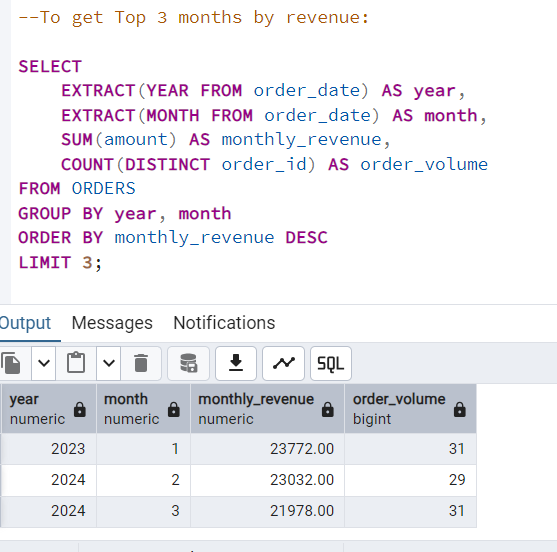 --To get Top 3 months by revenue:
SELECT
EXTRACT(YEAR FROM order_date) AS year,
EXTRACT(MONTH FROM order_date) AS month,
SUM(amount) AS monthly_revenue,
COUNT(DISTINCT order_id) AS order_volume
FROM ORDERS
GROUP BY year, month
ORDER BY monthly_revenue DESC
LIMIT 3;
Output Messages Notifications
SQL
year month monthly_revenue order_volume
numeric numeric numeric bigint
2023 1 23772.00 31
2024 2 23032.00 29
2024 3 21978.00 31